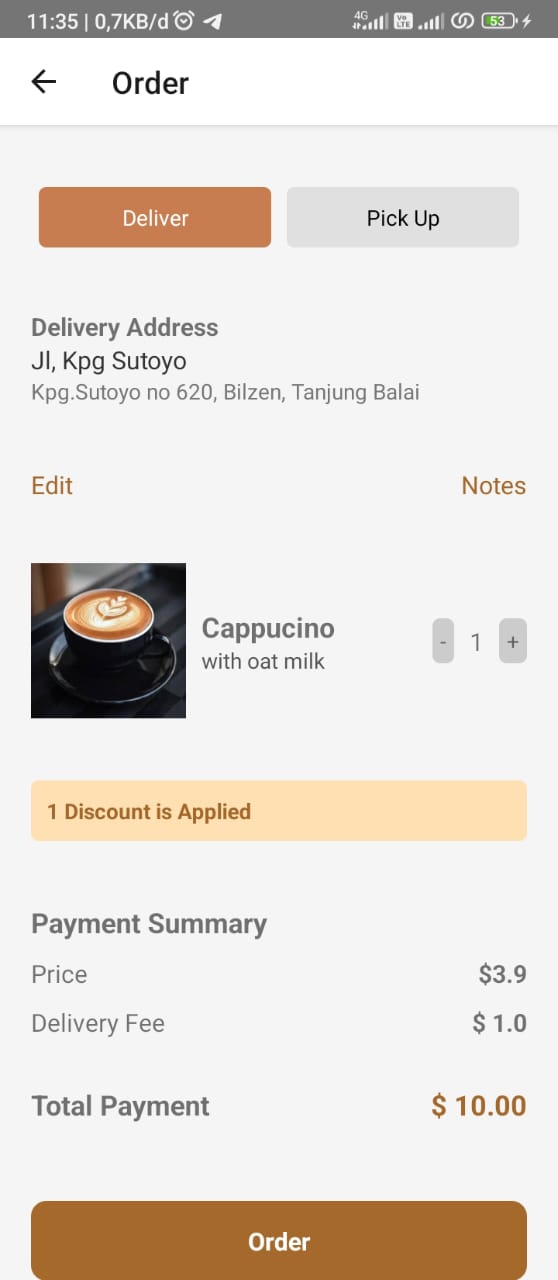 11:35 | 0,7KB/d
4G
Vo
LTE
53
Order
Deliver
Pick Up
Delivery Address
Jl, Kpg Sutoyo
Kpg.Sutoyo no 620, Bilzen, Tanjung Balai
Edit
Notes
Cappucino
with oat milk
- 1 +
1 Discount is Applied
Payment Summary
Price $3.9
Delivery Fee $ 1.0
Total Payment $ 10.00
Order